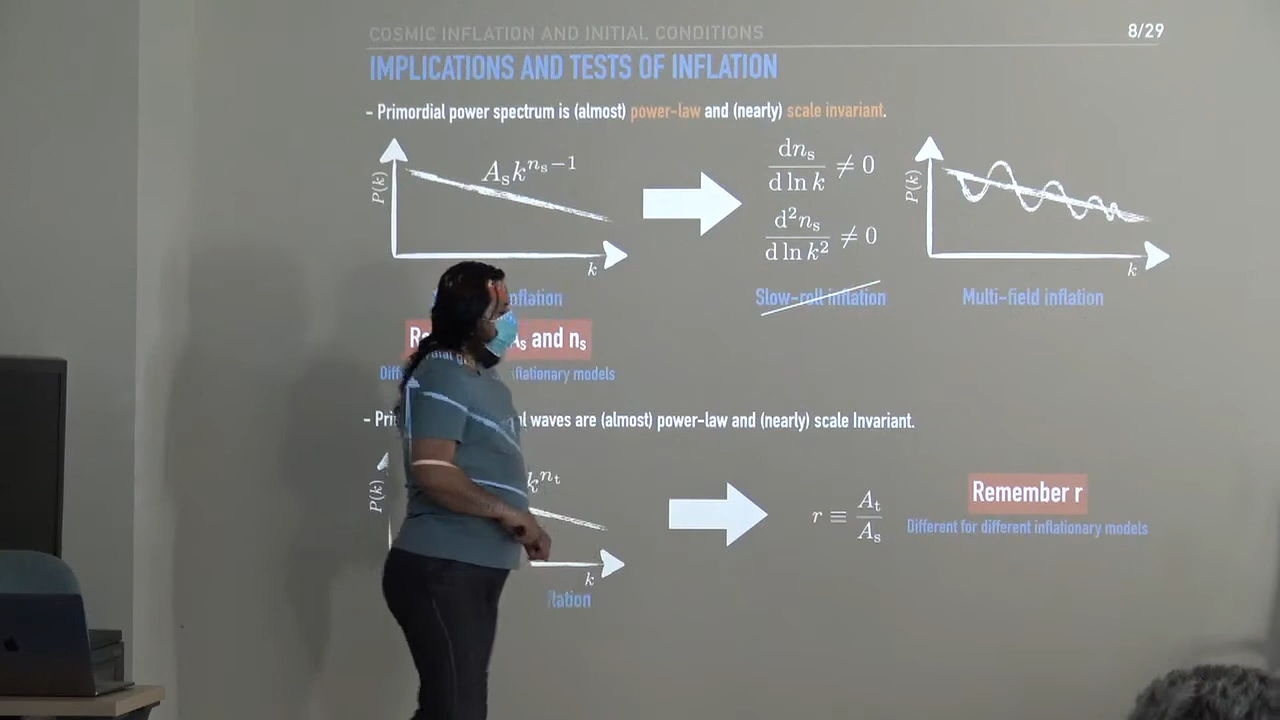 COSMIC INFLATION AND INITIAL CONDITIONS 8/29
IMPLICATIONS AND TESTS OF INFLATION
- Primordial power spectrum is (almost) power-law and (nearly) scale invariant.
P(k) A_s k^{n_s-1} k
dn_s / d ln k ≠ 0
d²n_s / d ln k² ≠ 0
P(k) k
Slow-roll inflation Multi-field inflation
and n_s
inflationary models
waves are (almost) power-law and (nearly) scale Invariant.
P(k) k^{n_t} k
r ≡ A_t / A_s
Remember r
Different for different inflationary models